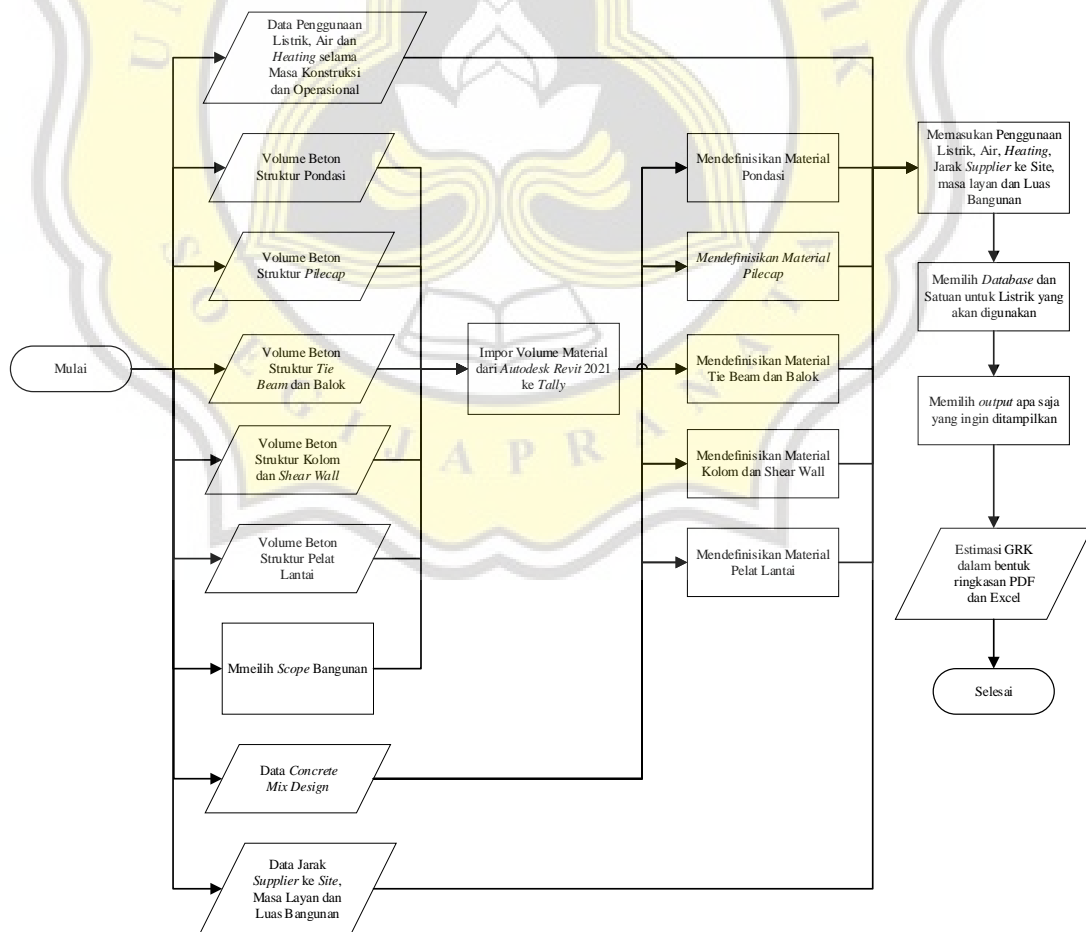 Data Penggunaan
Listrik, Air dan
Heating selama
Masa Konstruksi
dan Operasional
Volume Beton
Struktur Pondasi
Volume Beton
Struktur Pilecap
Mulai
Volume Beton
Struktur Tie
Beam dan Balok
Volume Beton
Struktur Kolom
dan Shear Wall
Volume Beton
Struktur Pelat
Lantai
Mmeilih Scope Bangunan
Data Concrete
Mix Design
Data Jarak
Supplier ke Site,
Masa Layan dan
Luas Bangunan
Impor Volume Material
dari Autodesk Revit 2021
ke Tally
Mendefinisikan Material
Pondasi
Mendefinisikan Material
Pilecap
Mendefinisikan Material
Tie Beam dan Balok
Mendefinisikan Material
Kolom dan Shear Wall
Mendefinisikan Material
Pelat Lantai
Memasukan Penggunaan
Listrik, Air, Heating,
Jarak Supplier ke Site,
masa layan dan Luas
Bangunan
Memilih Database dan
Satuan untuk Listrik yang
akan digunakan
Memilih output apa saja
yang ingin ditampilkan
Estimasi GRK
dalam bentuk
ringkasan PDF
dan Excel
Selesai
SOEGIJAPRANATA